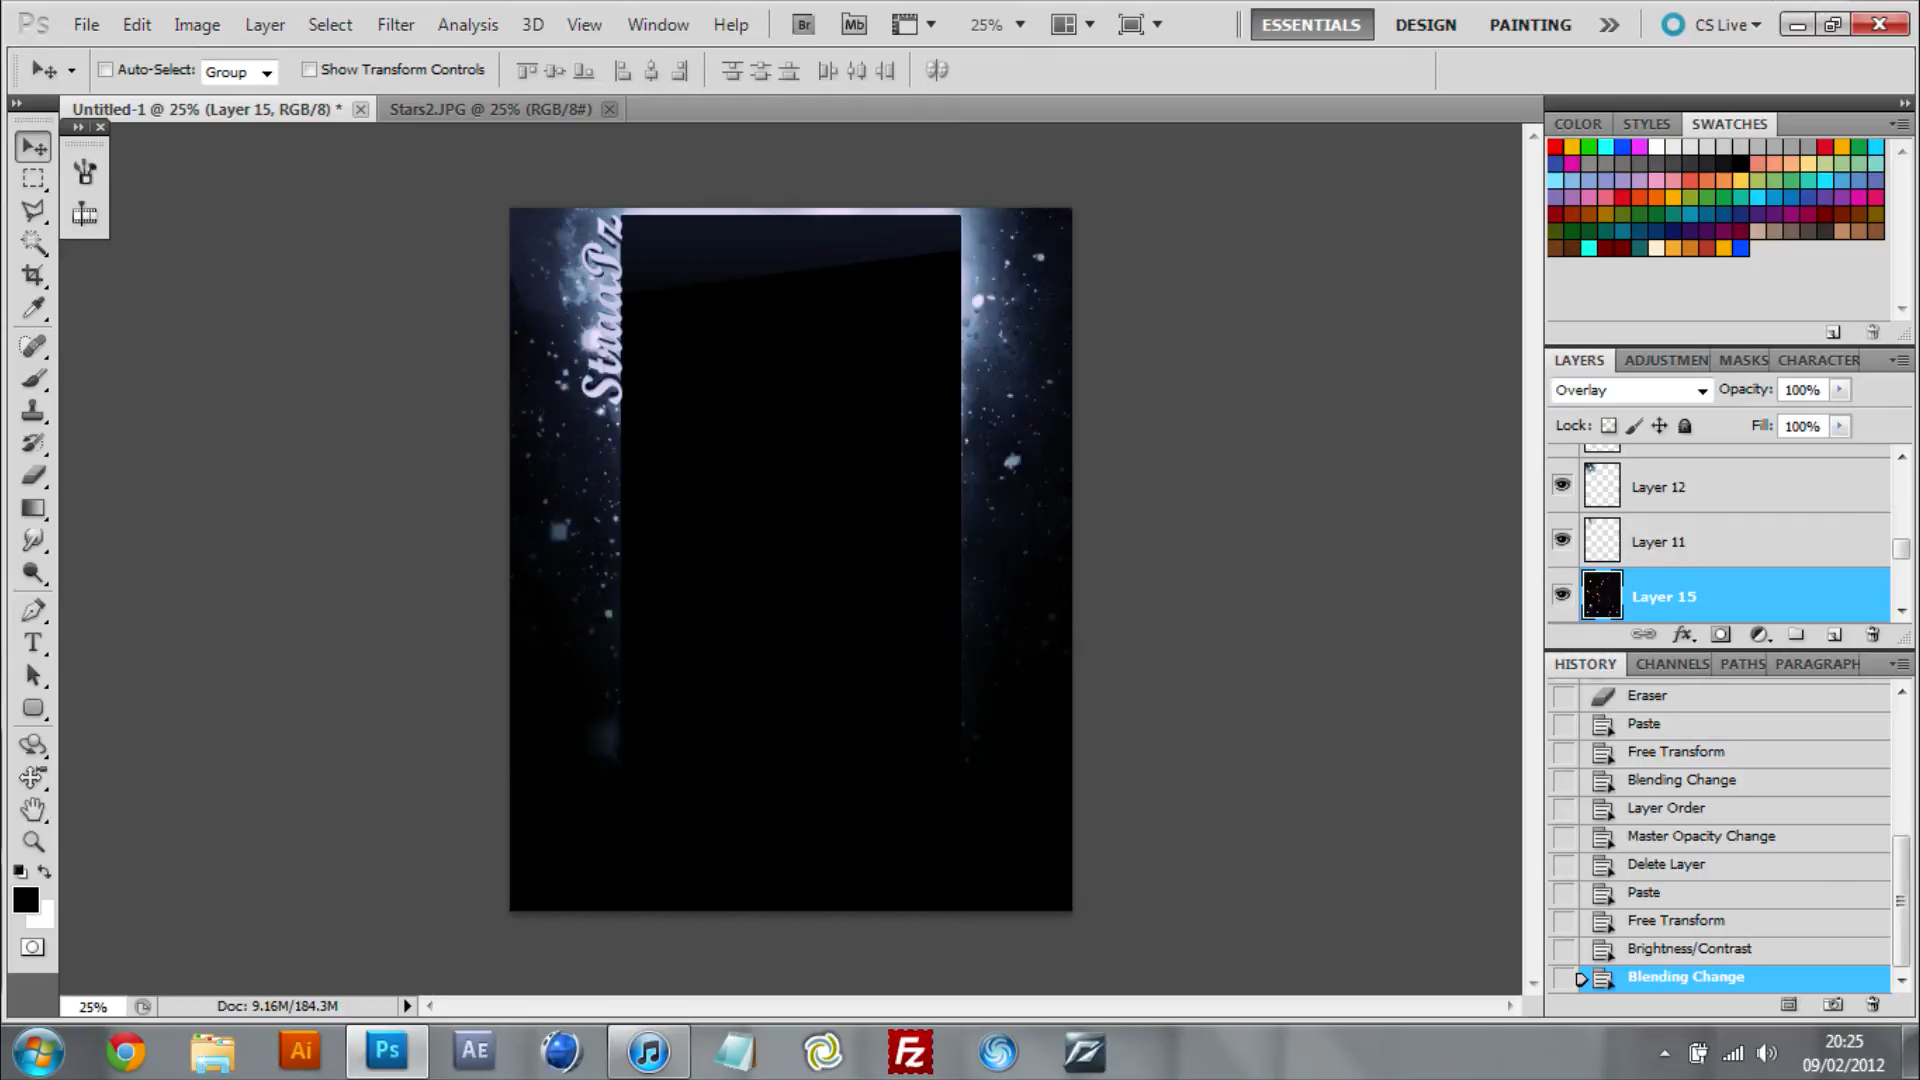 Ps File Edit Image Layer Select Filter Analysis 3D View Window Help Br Mb 25% ESSENTIALS DESIGN PAINTING CS Live
Auto-Select: Group Show Transform Controls
Untitled-1 @ 25% (Layer 15, RGB/8) * Stars2.JPG @ 25% (RGB/8#)
COLOR STYLES SWATCHES
LAYERS ADJUSTMEN MASKS CHARACTER
Overlay Opacity: 100%
Lock: Fill: 100%
Layer 12
Layer 11
Layer 15
HISTORY CHANNELS PATHS PARAGRAPH
Eraser
Paste
Free Transform
Blending Change
Layer Order
Master Opacity Change
Delete Layer
Paste
Free Transform
Brightness/Contrast
Blending Change
25% Doc: 9.16M/184.3M
Ai Ps AE Fz
20:25
09/02/2012